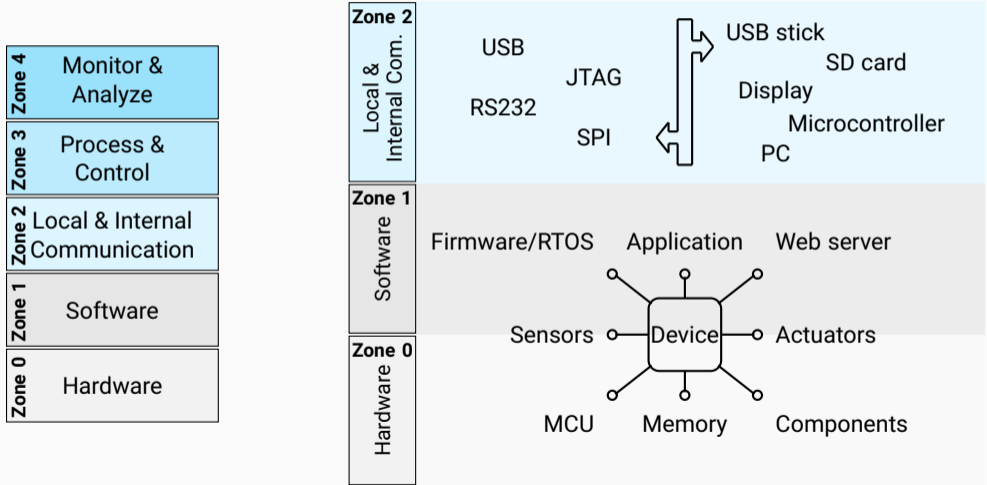 Zone 4
Monitor &
Analyze
Zone 3
Process &
Control
Zone 2
Local & Internal
Communication
Zone 1
Software
Zone 0
Hardware
Zone 2
Local &
Internal Com.
USB
JTAG
RS232
SPI
USB stick
SD card
Display
Microcontroller
PC
Zone 1
Software
Firmware/RTOS Application Web server
Zone 0
Hardware
Sensors Device Actuators
MCU Memory Components